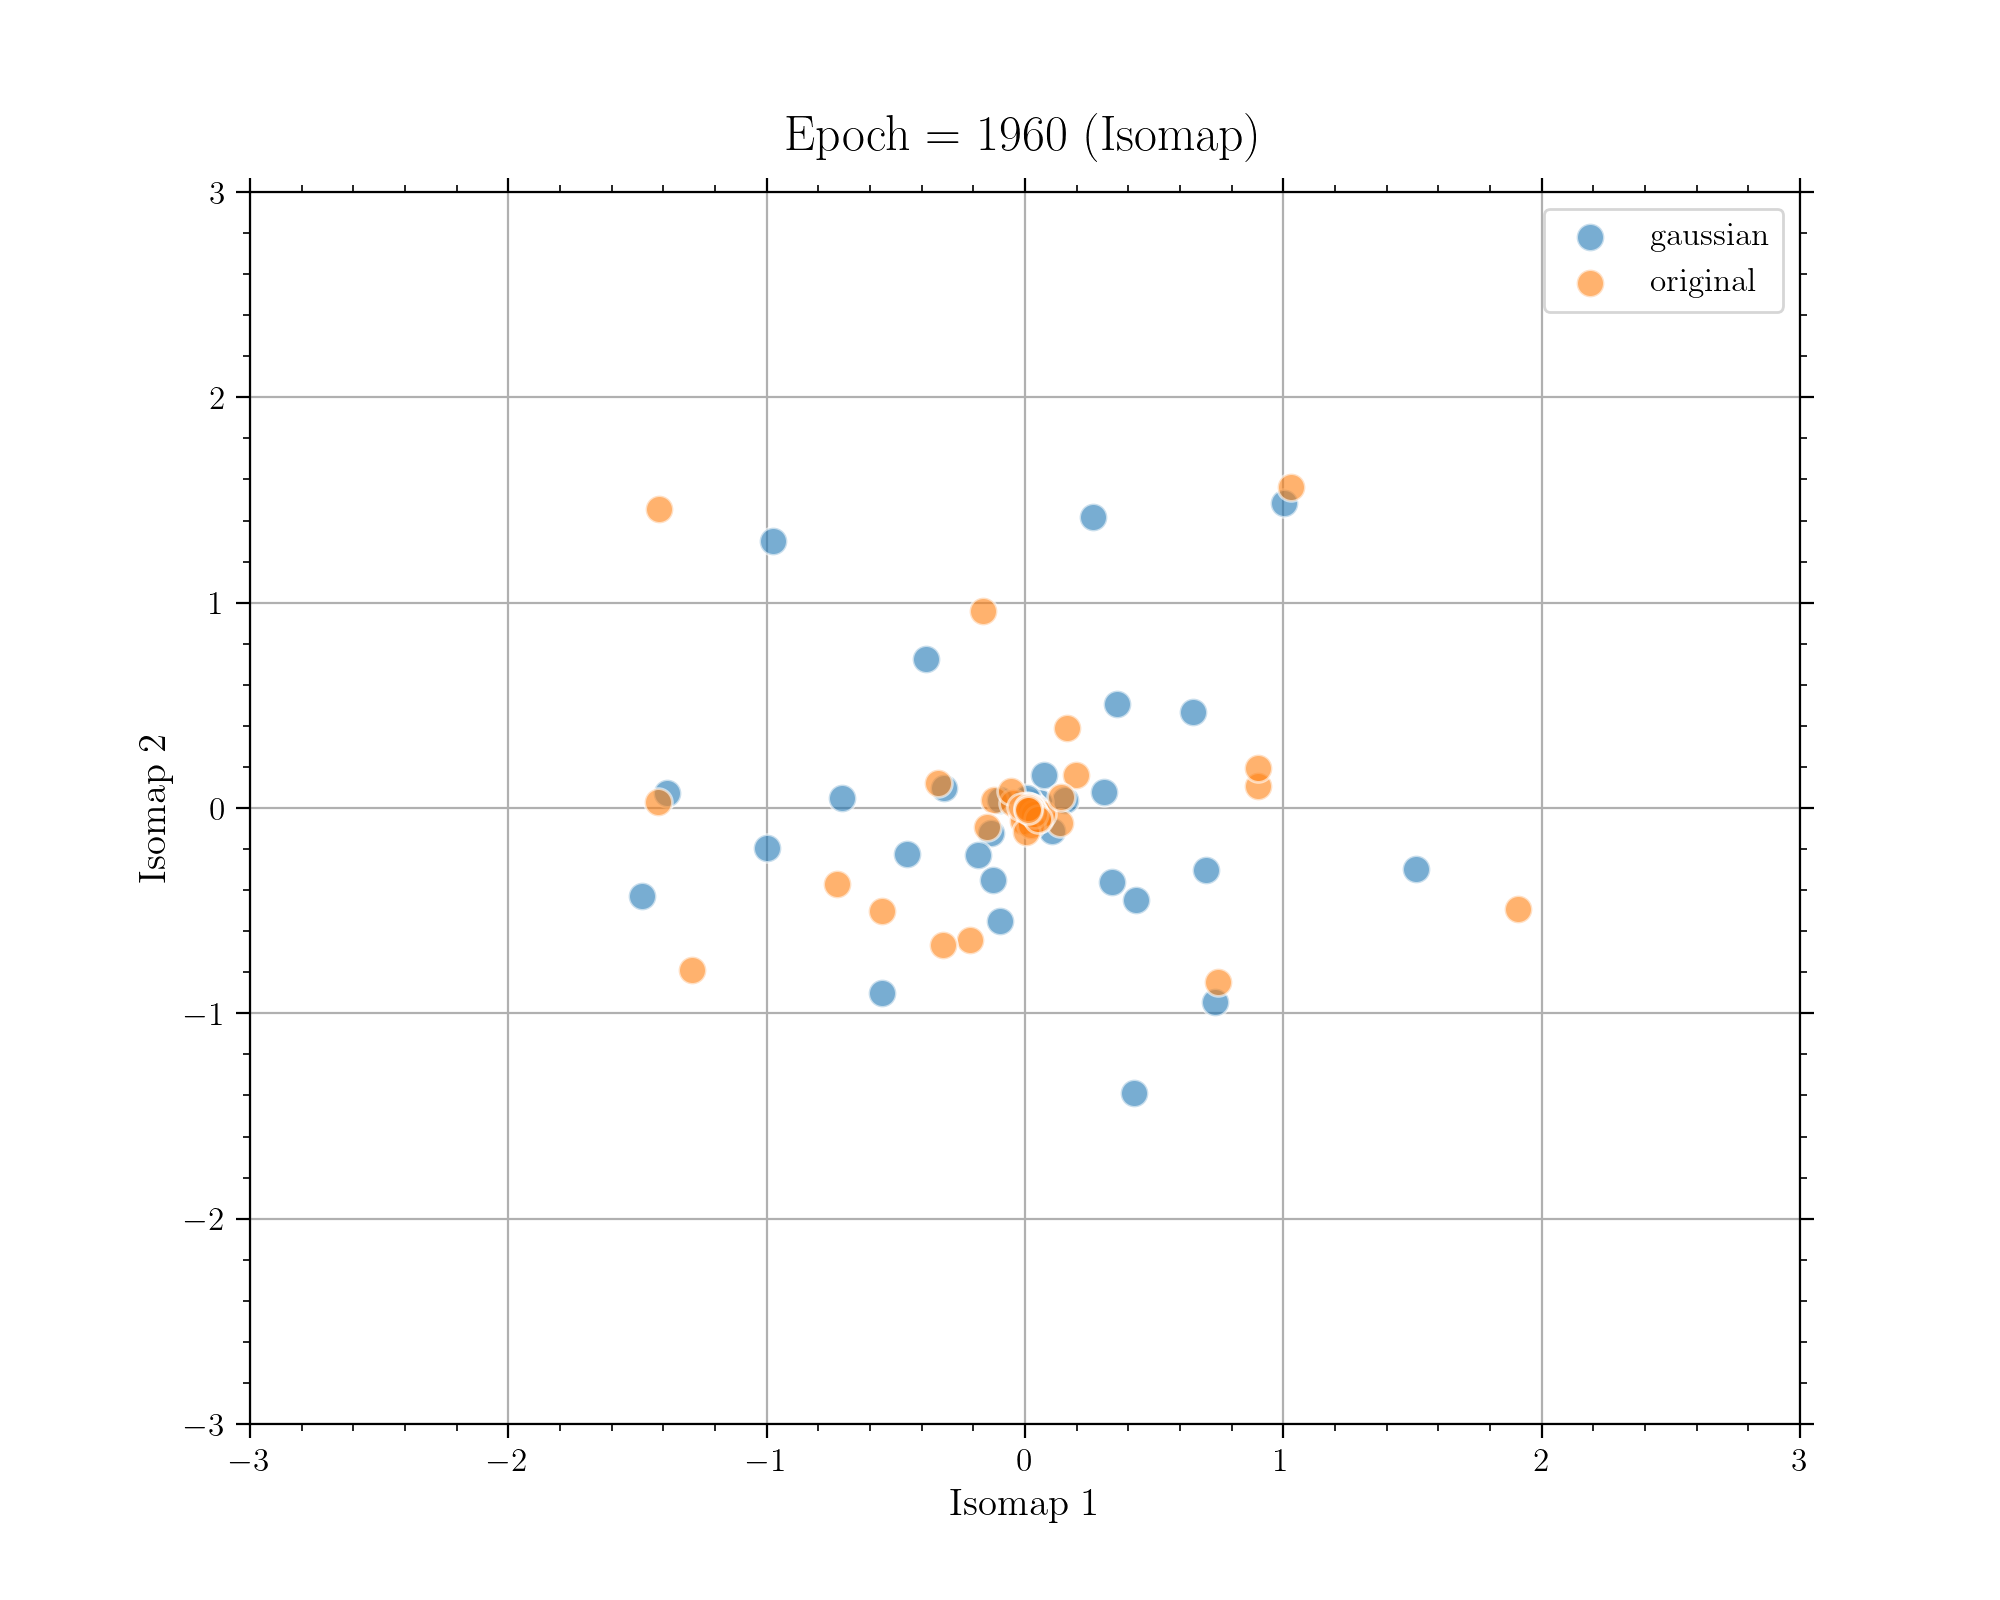 Epoch = 1960 (Isomap)
gaussian
original
3
2
1
0
−1
−2
−3
Isomap 2
−3
−2
−1
0
1
2
3
Isomap 1